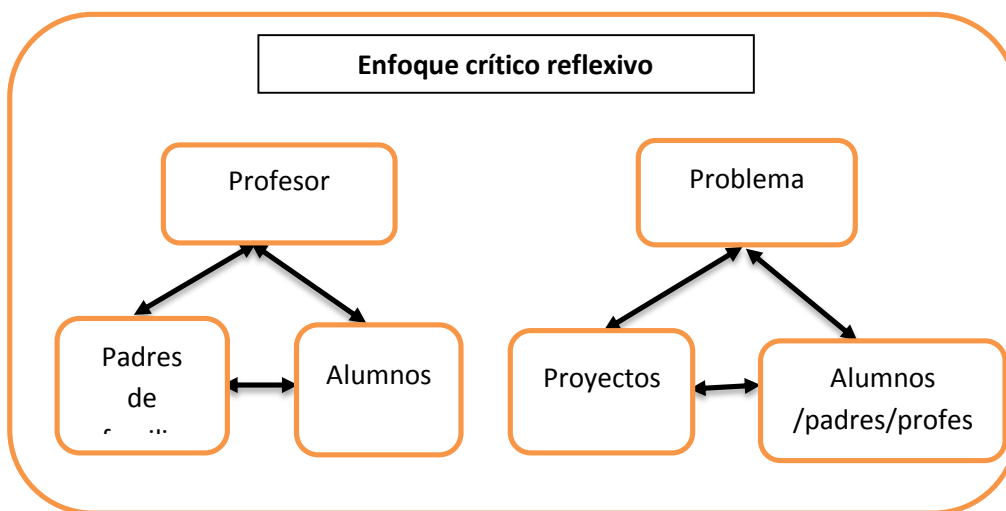 Enfoque crítico reflexivo
Profesor
Problema
Padres
de
Alumnos
Proyectos
Alumnos
/padres/profes